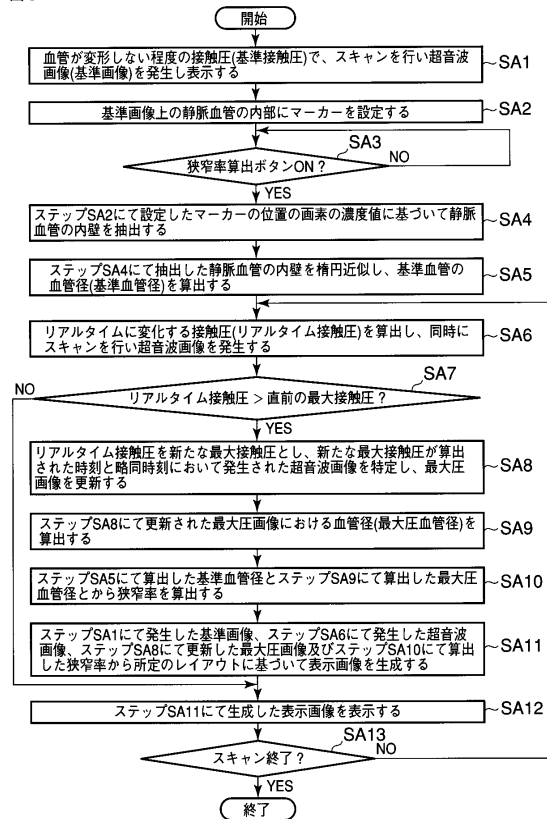 開始
血管が変形しない程度の接触圧(基準接触圧)で、スキャンを行い超音波
画像(基準画像)を発生し表示する
SA1
基準画像上の静脈血管の内部にマーカーを設定する
SA2
SA3
狭窄率算出ボタンON？
NO
YES
ステップSA2にて設定したマーカーの位置の画素の濃度値に基づいて静脈
血管の内壁を抽出する
SA4
ステップSA4にて抽出した静脈血管の内壁を楕円近似し、基準血管の
血管径(基準血管径)を算出する
SA5
リアルタイムに変化する接触圧(リアルタイム接触圧)を算出し、同時に
スキャンを行い超音波画像を発生する
SA6
SA7
NO
リアルタイム接触圧 > 直前の最大接触圧？
YES
リアルタイム接触圧を新たな最大接触圧とし、新たな最大接触圧が算出
された時刻と略同時刻において発生された超音波画像を特定し、最大圧
画像を更新する
SA8
ステップSA8にて更新された最大圧画像における血管径(最大圧血管径)を
算出する
SA9
ステップSA5にて算出した基準血管径とステップSA9にて算出した最大圧
血管径とから狭窄率を算出する
SA10
ステップSA1にて発生した基準画像、ステップSA6にて発生した超音波
画像、ステップSA8にて更新した最大圧画像及びステップSA10にて算出
した狭窄率から所定のレイアウトに基づいて表示画像を生成する
SA11
ステップSA11にて生成した表示画像を表示する
SA12
SA13
スキャン終了？
NO
YES
終了